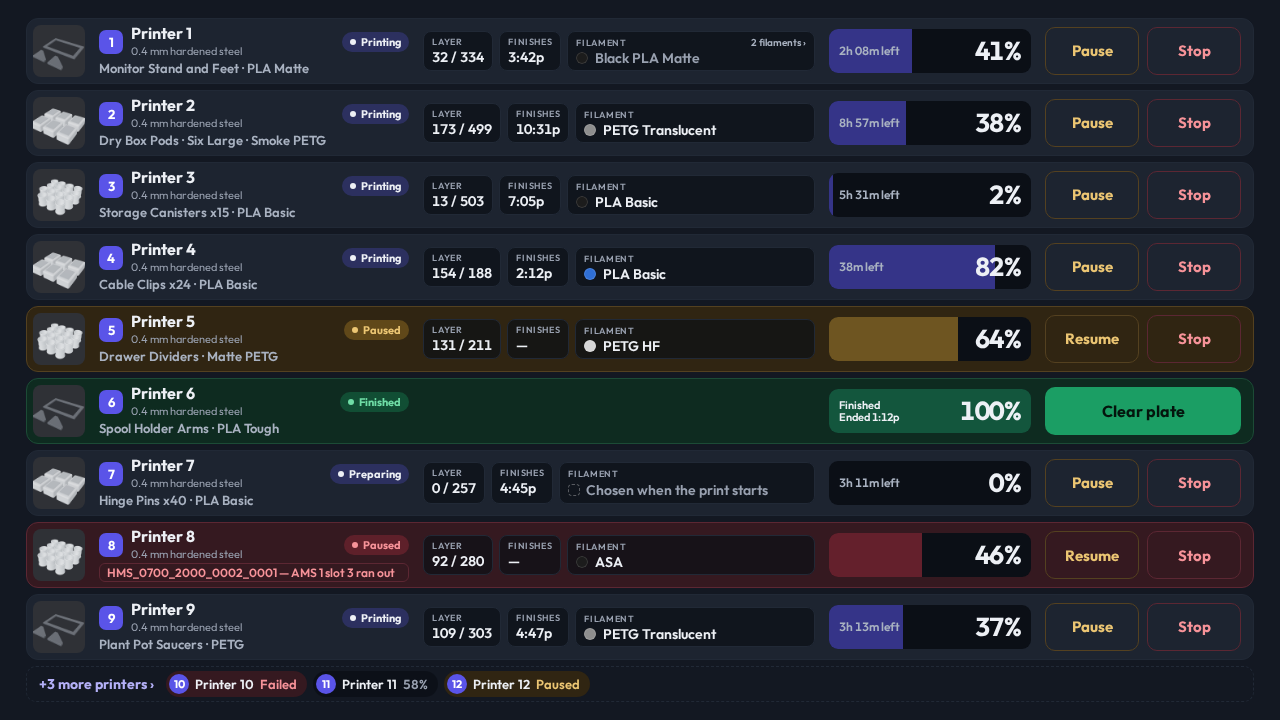 1 Printer 1
0.4 mm hardened steel
Monitor Stand and Feet · PLA Matte
Printing
LAYER
32 / 334
FINISHES
3:42p
FILAMENT
2 filaments ›
Black PLA Matte
2h 08m left
41%
Pause
Stop
2 Printer 2
0.4 mm hardened steel
Dry Box Pods · Six Large · Smoke PETG
Printing
LAYER
173 / 499
FINISHES
10:31p
FILAMENT
PETG Translucent
8h 57m left
38%
Pause
Stop
3 Printer 3
0.4 mm hardened steel
Storage Canisters x15 · PLA Basic
Printing
LAYER
13 / 503
FINISHES
7:05p
FILAMENT
PLA Basic
5h 31m left
2%
Pause
Stop
4 Printer 4
0.4 mm hardened steel
Cable Clips x24 · PLA Basic
Printing
LAYER
154 / 188
FINISHES
2:12p
FILAMENT
PLA Basic
38m left
82%
Pause
Stop
5 Printer 5
0.4 mm hardened steel
Drawer Dividers · Matte PETG
Paused
LAYER
131 / 211
FINISHES
—
FILAMENT
PETG HF
64%
Resume
Stop
6 Printer 6
0.4 mm hardened steel
Spool Holder Arms · PLA Tough
Finished
Finished
Ended 1:12p
100%
Clear plate
7 Printer 7
0.4 mm hardened steel
Hinge Pins x40 · PLA Basic
Preparing
LAYER
0 / 257
FINISHES
4:45p
FILAMENT
Chosen when the print starts
3h 11m left
0%
Pause
Stop
8 Printer 8
0.4 mm hardened steel
HMS_0700_2000_0002_0001 — AMS 1 slot 3 ran out
Paused
LAYER
92 / 280
FINISHES
—
FILAMENT
ASA
46%
Resume
Stop
9 Printer 9
0.4 mm hardened steel
Plant Pot Saucers · PETG
Printing
LAYER
109 / 303
FINISHES
4:47p
FILAMENT
PETG Translucent
3h 13m left
37%
Pause
Stop
+3 more printers › 10 Printer 10 Failed 11 Printer 11 58% 12 Printer 12 Paused